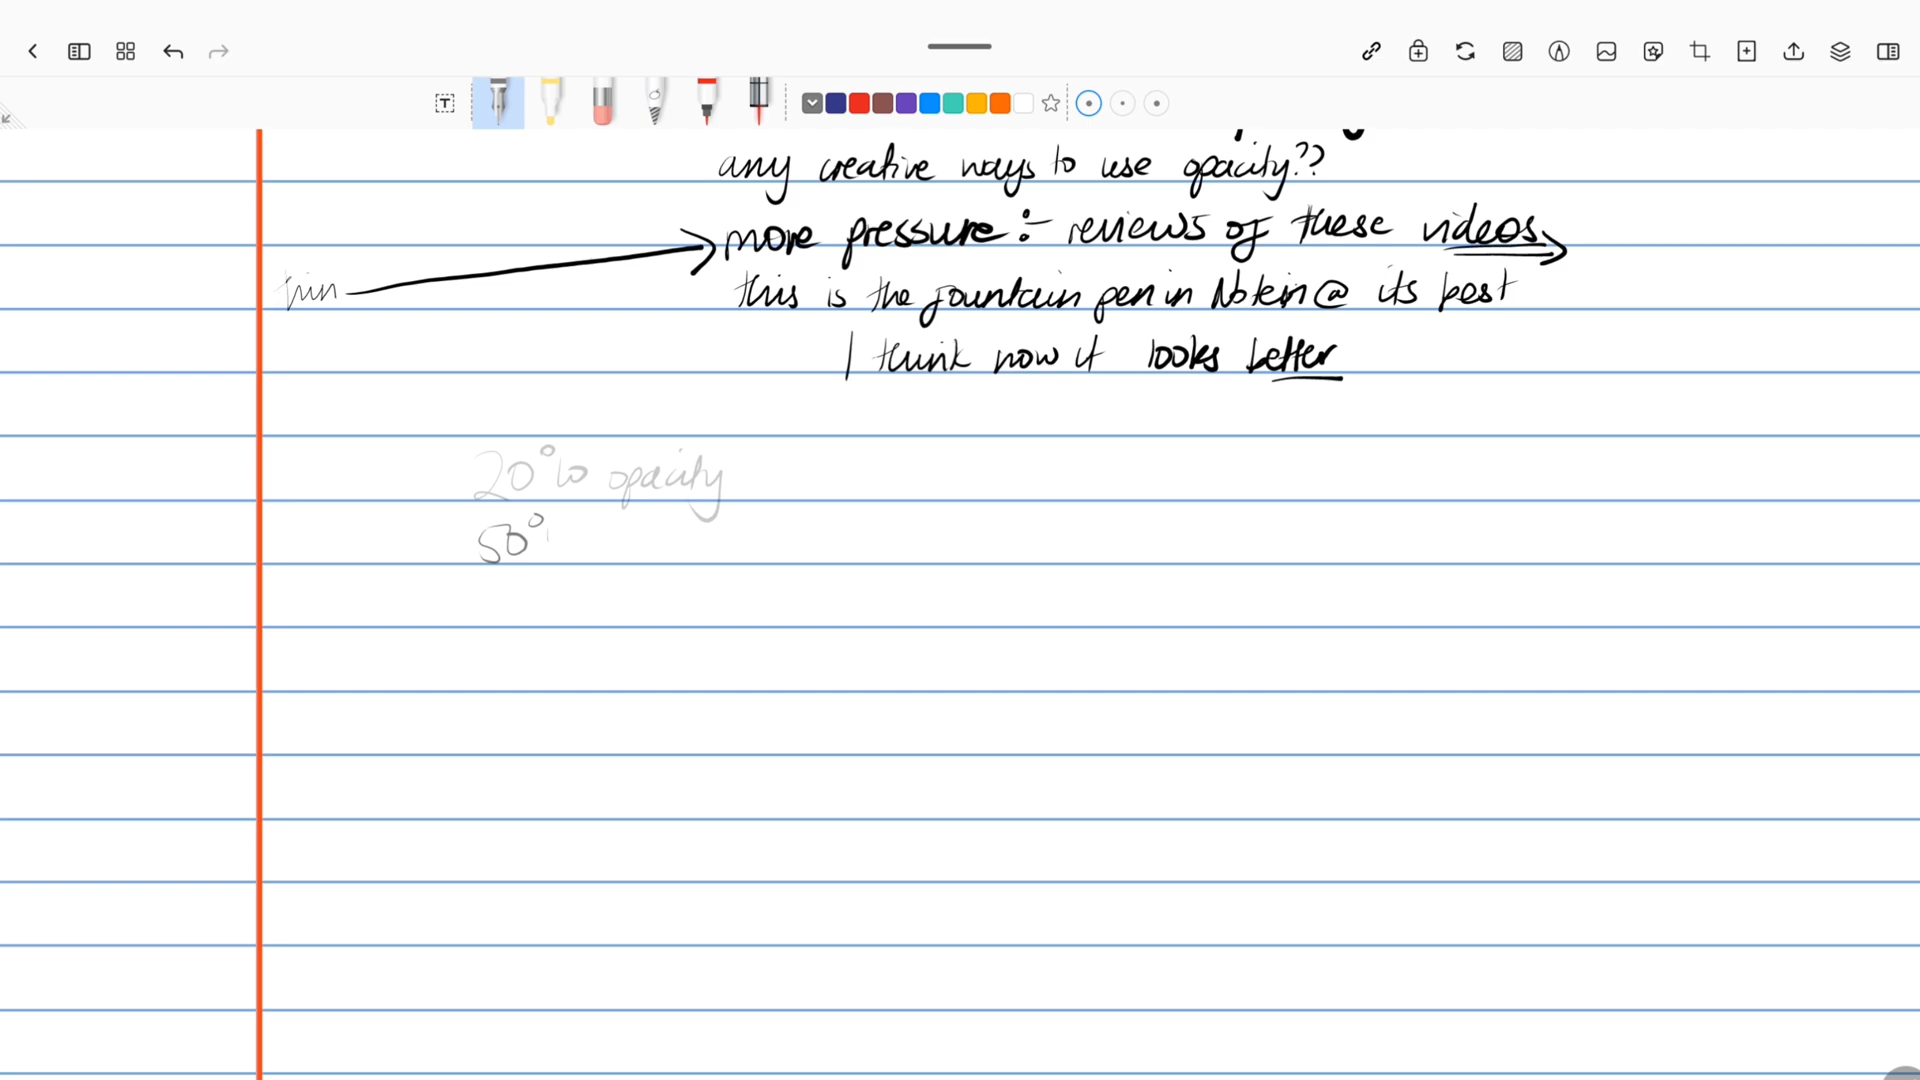 any creative ways to use opacity??
more pressure :- reviews of these videos
thin
this is the fountain pen in Notein @ its best
I think now it looks better
20% opacity
50%